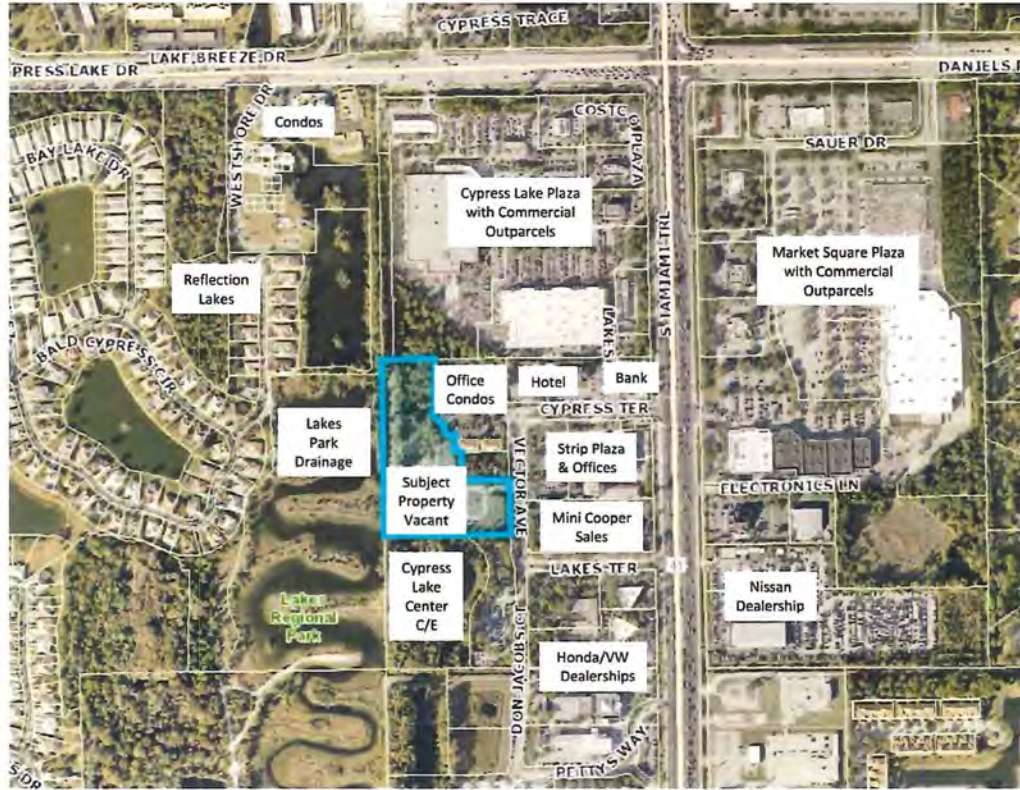 CYPRESS TRACE
LAKE BREEZE DR
PRESS LAKE DR
DANIELS P
WESTSHORE DR
Condos
COSTCO PLAZA
SAUER DR
BAY LAKE DR
Cypress Lake Plaza
with Commercial
Outparcels
S TAMIAMI TRL
Market Square Plaza
with Commercial
Outparcels
Reflection
Lakes
BALD CYPRESS CIR
LAKES
Office
Condos
Hotel
Bank
CYPRESS TER
Lakes
Park
Drainage
VECTOR AVE
Strip Plaza
& Offices
Subject
Property
Vacant
ELECTRONICS LN
Mini Cooper
Sales
Cypress
Lake
Center
C/E
LAKES TER
41
Nissan
Dealership
Lakes
Regional
Park
DON JACOBS LC
Honda/VW
Dealerships
PETTYS WAY
S DR